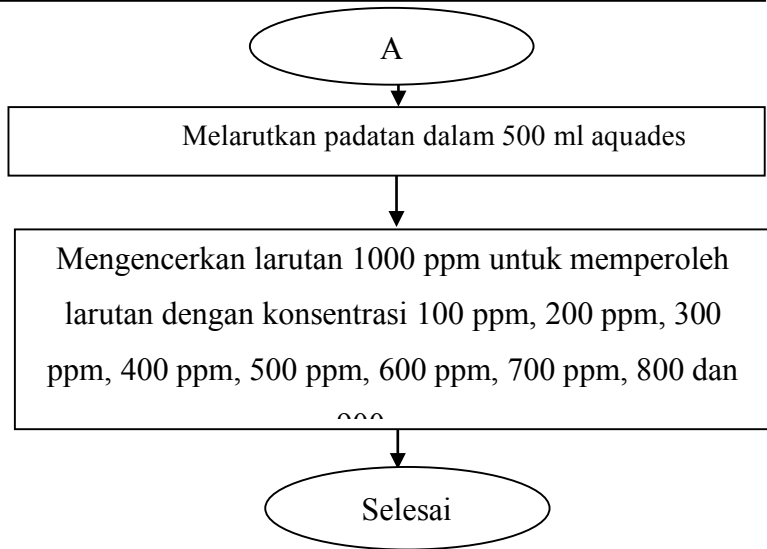 A
Melarutkan padatan dalam 500 ml aquades
Mengencerkan larutan 1000 ppm untuk memperoleh
larutan dengan konsentrasi 100 ppm, 200 ppm, 300
ppm, 400 ppm, 500 ppm, 600 ppm, 700 ppm, 800 dan
Selesai